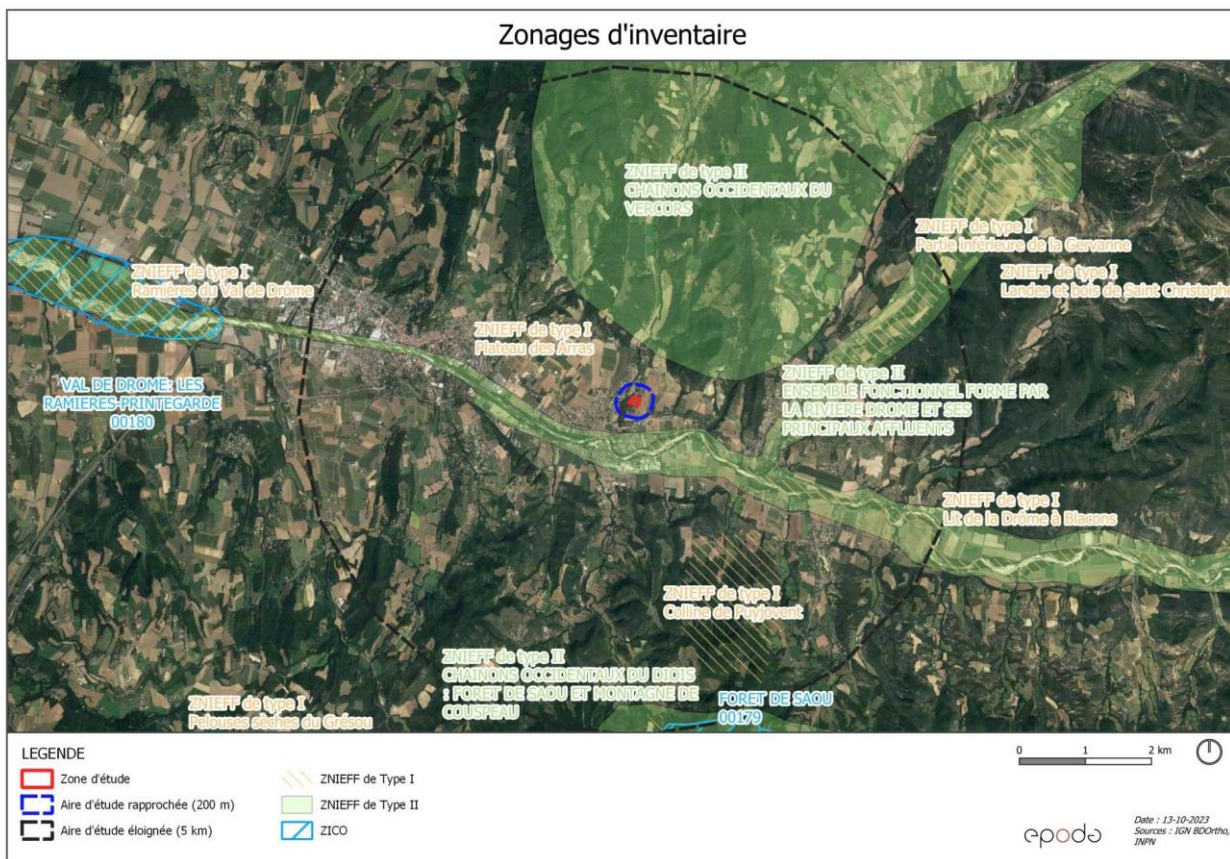 Zonages d'inventaire
ZNIEFF de type II
CHAINONS OCCIDENTAUX DU
VERCORS
ZNIEFF de type I
Partie inférieure de la Gervanne
ZNIEFF de type I
Ramières du Val de Drôme
ZNIEFF de type I
Landes et bois de Saint Christophe
ZNIEFF de type I
Plateau des Arras
VAL DE DROME: LES
RAMIERES-PRINTEGARDE
00180
ZNIEFF de type II
ENSEMBLE FONCTIONNEL FORME PAR
LA RIVIERE DROME ET SES
PRINCIPAUX AFFLUENTS
ZNIEFF de type I
Lit de la Drôme à Blacons
ZNIEFF de type I
Colline de Puyjovent
ZNIEFF de type II
CHAINONS OCCIDENTAUX DU DIOIS
: FORET DE SAOU ET MONTAGNE DE
COUSPEAU
ZNIEFF de type I
Pelouses sèches du Grésou
FORET DE SAOU
00179
LEGENDE
Zone d'étude
Aire d'étude rapprochée (200 m)
Aire d'étude éloignée (5 km)
ZNIEFF de Type I
ZNIEFF de Type II
ZICO
0 1 2 km
epode
Date : 13-10-2023
Sources : IGN BDOrtho,
INPN